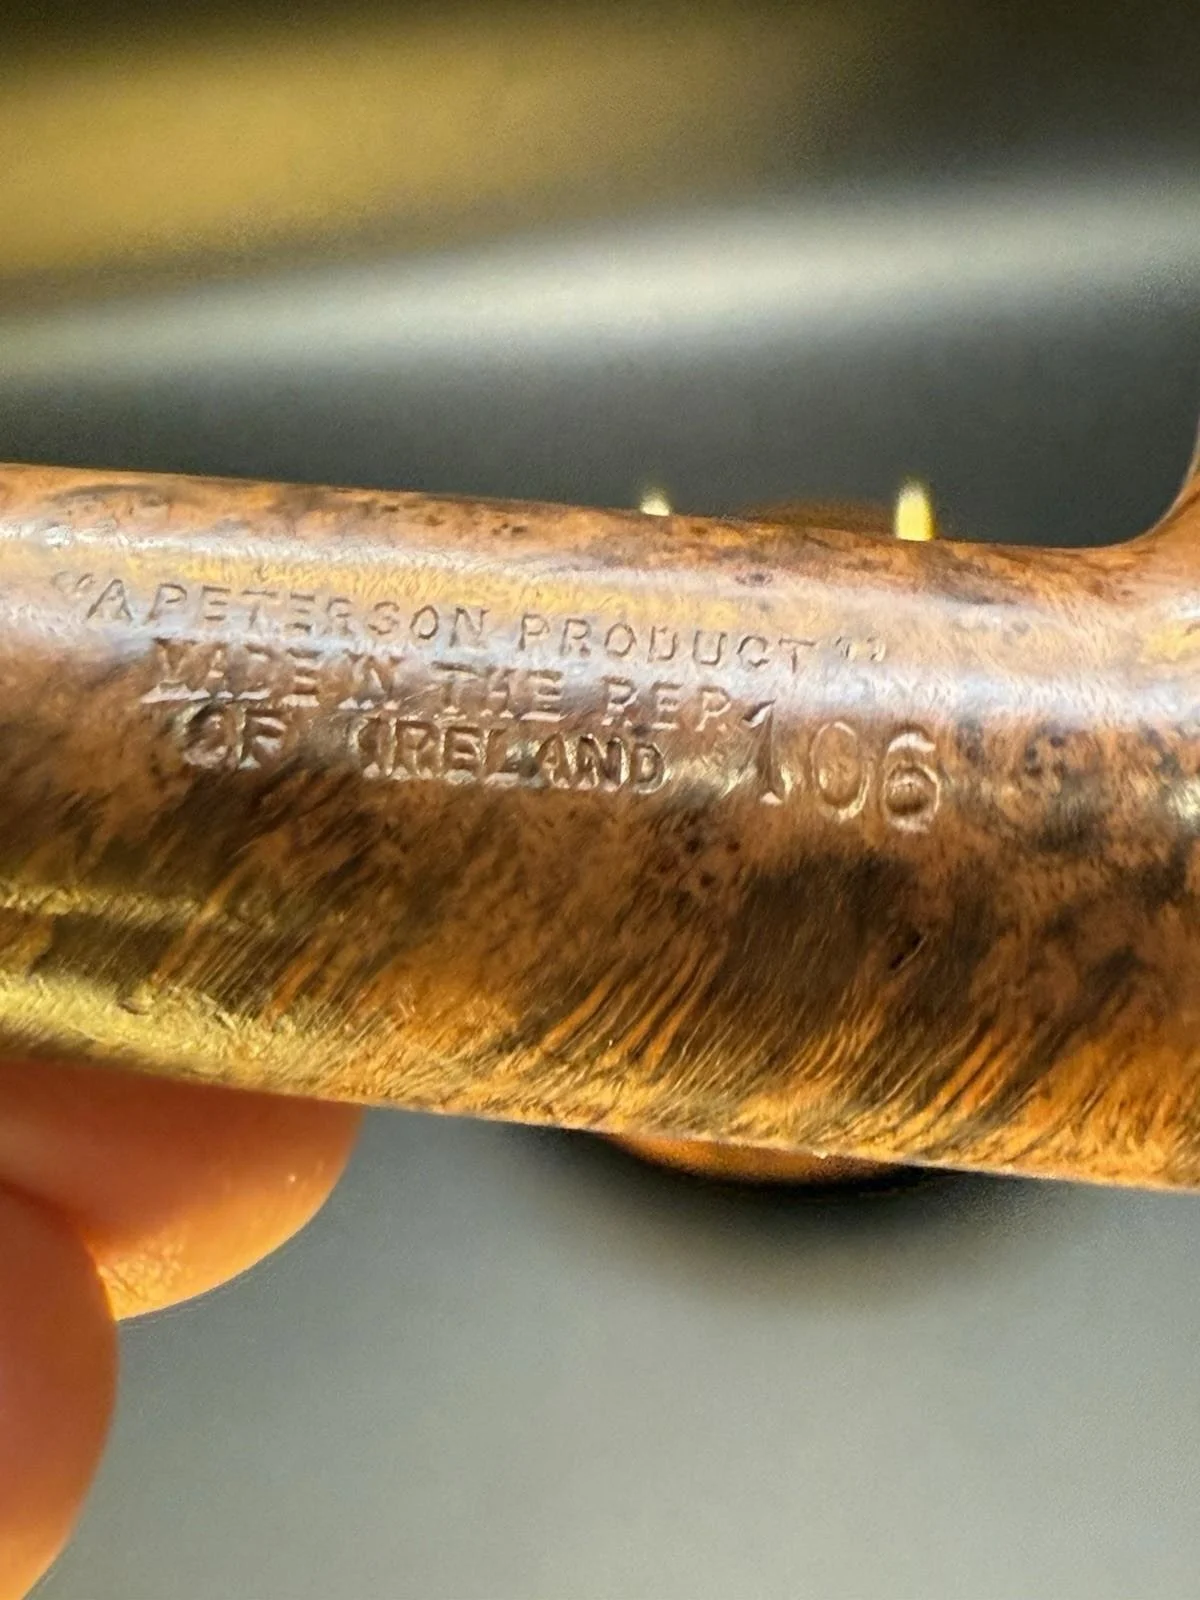 "A PETERSON PRODUCT"
MADE IN THE REP.
OF IRELAND 106